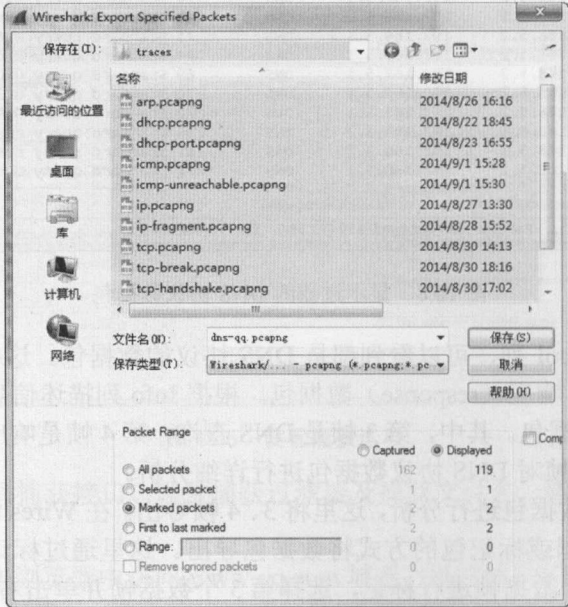 Wireshark: Export Specified Packets
保存在(I): traces
名称 修改日期
arp.pcapng 2014/8/26 16:16
dhcp.pcapng 2014/8/22 18:45
dhcp-port.pcapng 2014/8/23 16:55
icmp.pcapng 2014/9/1 15:28
icmp-unreachable.pcapng 2014/9/1 15:30
ip.pcapng 2014/8/27 13:30
ip-fragment.pcapng 2014/8/28 15:52
tcp.pcapng 2014/8/30 14:13
tcp-break.pcapng 2014/8/30 18:16
tcp-handshake.pcapng 2014/8/30 17:02
最近访问的位置
桌面
库
计算机
网络
文件名(N): dns-qq.pcapng 保存(S)
保存类型(T): Wireshark/... - pcapng (*.pcapng;*.pc 取消
帮助(H)
Packet Range Comp
Captured Displayed
All packets 162 119
Selected packet 1 1
Marked packets 2 2
First to last marked 2 2
Range: 0 0
Remove Ignored packets 0 0